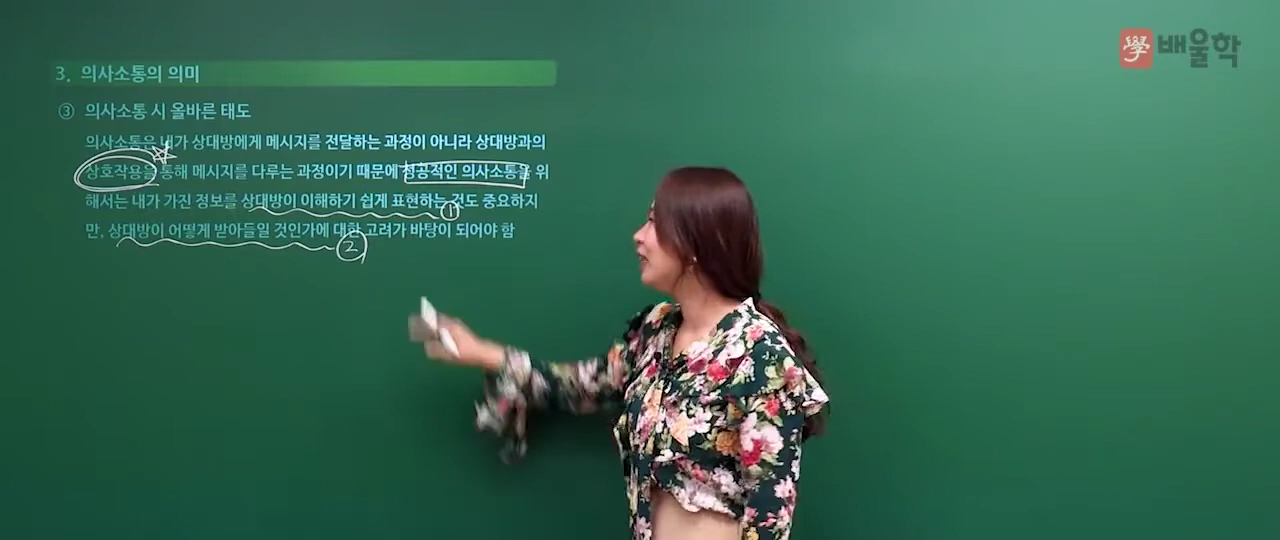 學 배울학
3. 의사소통의 의미
③ 의사소통 시 올바른 태도
의사소통은 내가 상대방에게 메시지를 전달하는 과정이 아니라 상대방과의
상호작용을 통해 메시지를 다루는 과정이기 때문에 성공적인 의사소통을 위
해서는 내가 가진 정보를 상대방이 이해하기 쉽게 표현하는 것도 중요하지
①
만, 상대방이 어떻게 받아들일 것인가에 대한 고려가 바탕이 되어야 함
②